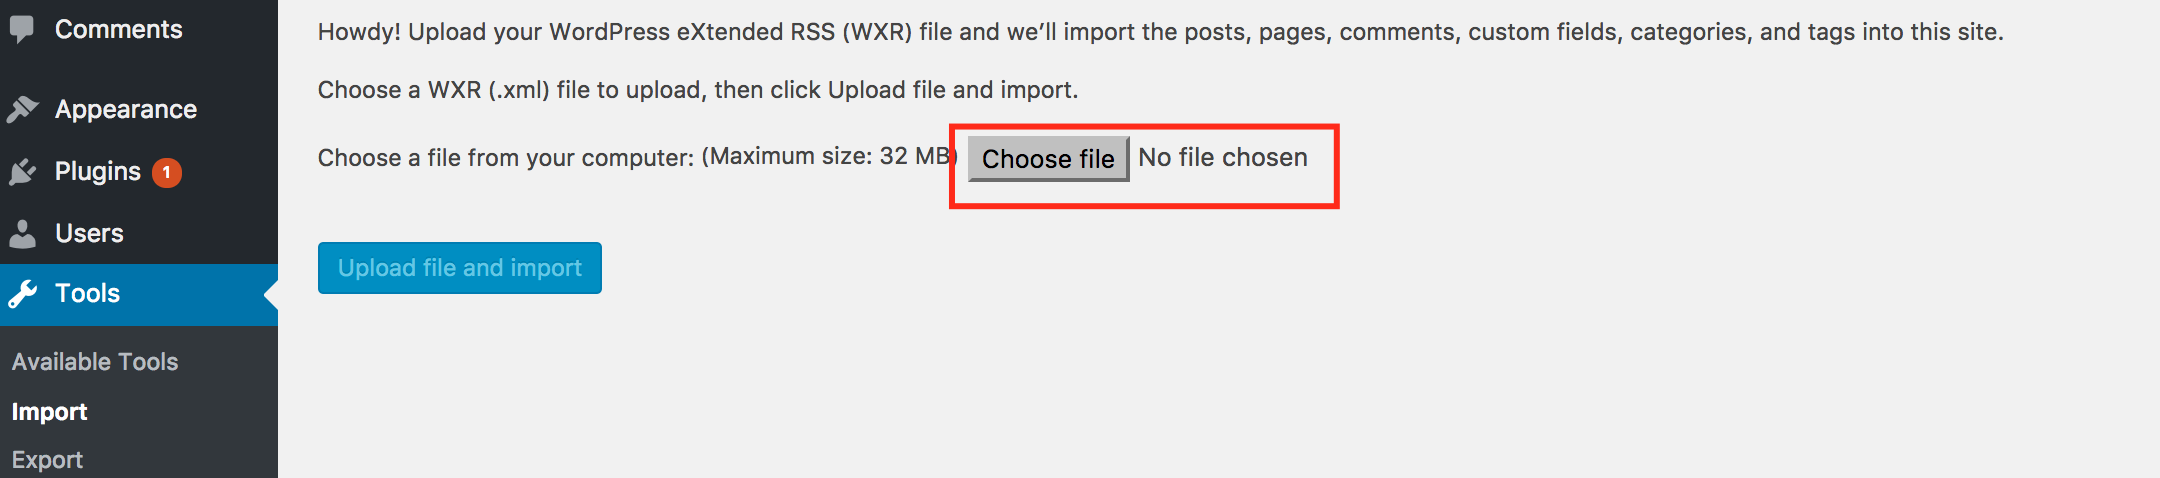 Comments
Appearance
Plugins 1
Users
Tools
Available Tools
Import
Export
Howdy! Upload your WordPress eXtended RSS (WXR) file and we’ll import the posts, pages, comments, custom fields, categories, and tags into this site.
Choose a WXR (.xml) file to upload, then click Upload file and import.
Choose a file from your computer: (Maximum size: 32 MB) Choose file No file chosen
Upload file and import